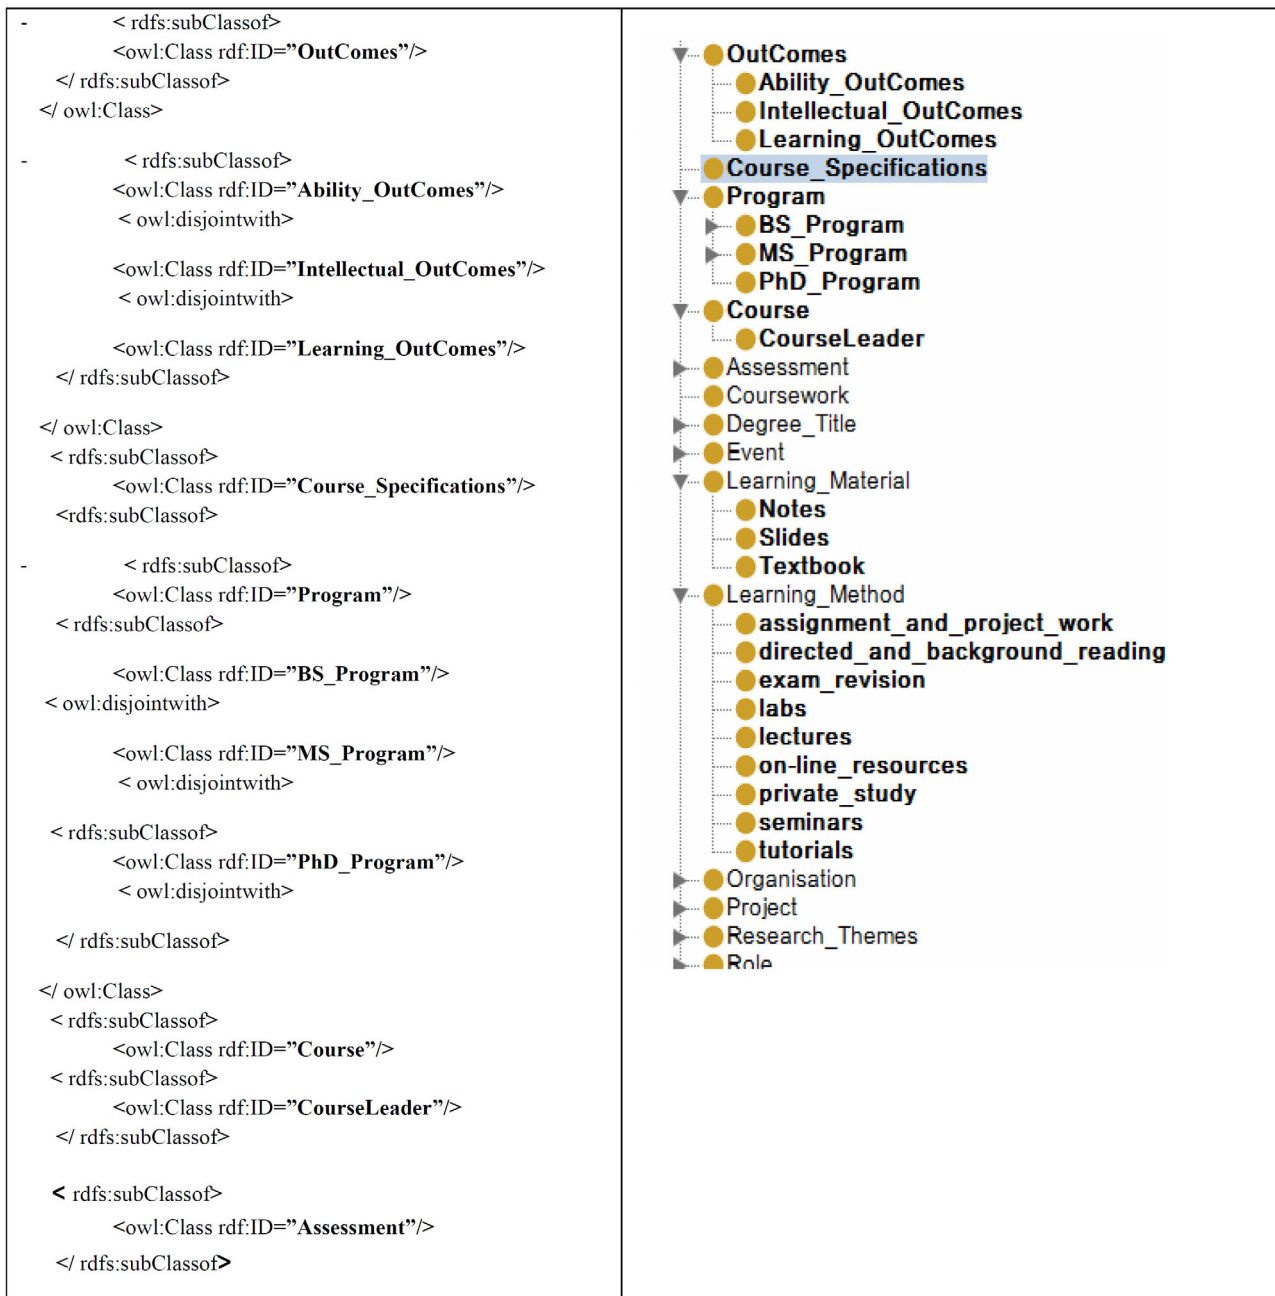 - < rdfs:subClassof>
<owl:Class rdf:ID=”OutComes”/>
</ rdfs:subClassof>
</ owl:Class>
- < rdfs:subClassof>
<owl:Class rdf:ID=”Ability_OutComes”/>
< owl:disjointwith>
<owl:Class rdf:ID=”Intellectual_OutComes”/>
< owl:disjointwith>
<owl:Class rdf:ID=”Learning_OutComes”/>
</ rdfs:subClassof>
</ owl:Class>
< rdfs:subClassof>
<owl:Class rdf:ID=”Course_Specifications”/>
<rdfs:subClassof>
- < rdfs:subClassof>
<owl:Class rdf:ID=”Program”/>
< rdfs:subClassof>
<owl:Class rdf:ID=”BS_Program”/>
< owl:disjointwith>
<owl:Class rdf:ID=”MS_Program”/>
< owl:disjointwith>
< rdfs:subClassof>
<owl:Class rdf:ID=”PhD_Program”/>
< owl:disjointwith>
</ rdfs:subClassof>
</ owl:Class>
< rdfs:subClassof>
<owl:Class rdf:ID=”Course”/>
< rdfs:subClassof>
<owl:Class rdf:ID=”CourseLeader”/>
</ rdfs:subClassof>
< rdfs:subClassof>
<owl:Class rdf:ID=”Assessment”/>
</ rdfs:subClassof>
OutComes
Ability_OutComes
Intellectual_OutComes
Learning_OutComes
Course_Specifications
Program
BS_Program
MS_Program
PhD_Program
Course
CourseLeader
Assessment
Coursework
Degree_Title
Event
Learning_Material
Notes
Slides
Textbook
Learning_Method
assignment_and_project_work
directed_and_background_reading
exam_revision
labs
lectures
on-line_resources
private_study
seminars
tutorials
Organisation
Project
Research_Themes
Role